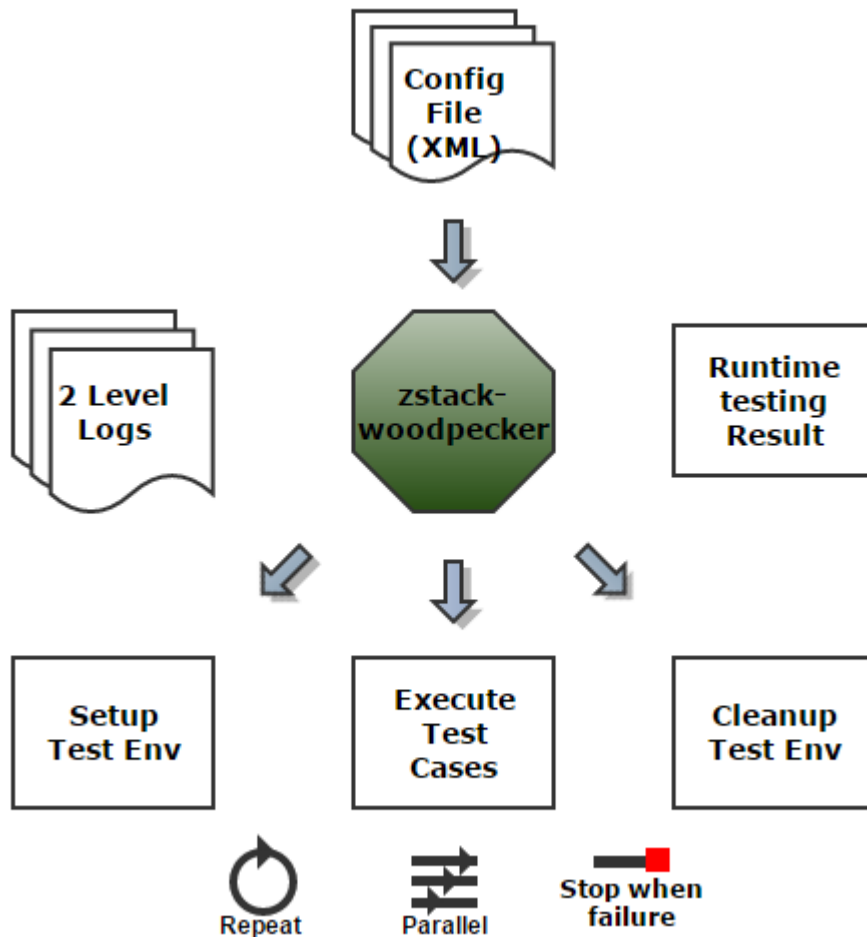 Config
File
(XML)
2 Level
Logs
zstack-
woodpecker
Runtime
testing
Result
Setup
Test Env
Execute
Test
Cases
Cleanup
Test Env
Repeat
Parallel
Stop when
failure